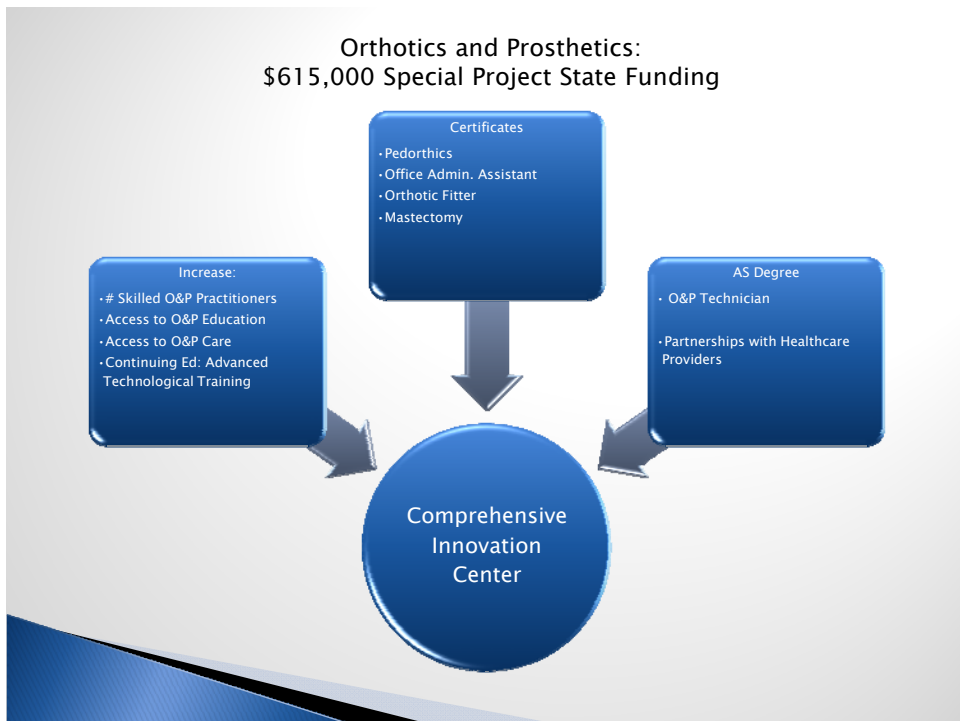 Orthotics and Prosthetics:
$615,000 Special Project State Funding
Certificates
•Pedorthics
•Office Admin. Assistant
•Orthotic Fitter
•Mastectomy
Increase:
•# Skilled O&P Practitioners
•Access to O&P Education
•Access to O&P Care
•Continuing Ed: Advanced
Technological Training
AS Degree
• O&P Technician
•Partnerships with Healthcare
Providers
Comprehensive
Innovation
Center